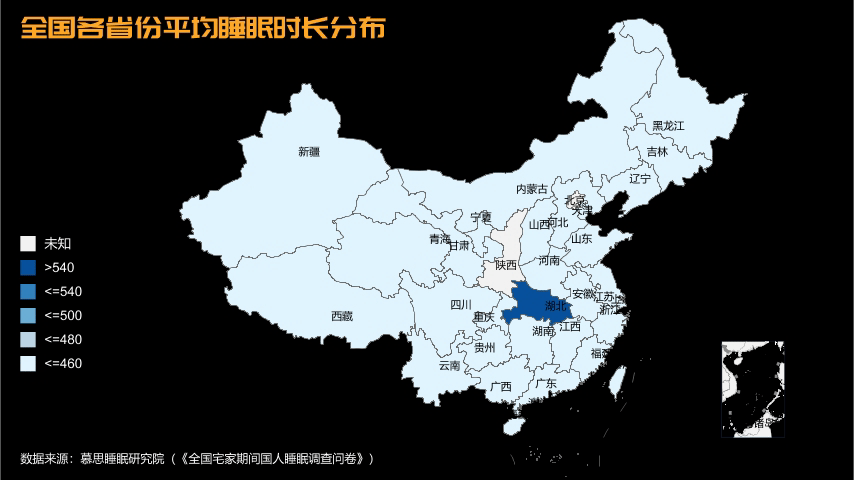 全国各省份平均睡眠时长分布
黑龙江
吉林
新疆
辽宁
内蒙古
北京
天津
宁夏
山西
河北
青海
甘肃
山东
未知
陕西
河南
>540
<=540
四川
湖北
安徽
江苏
上
浙江
<=500
西藏
重庆
湖南
江西
<=480
贵州
福建
<=460
云南
广西
广东
诸岛
数据来源：慕思睡眠研究院（《全国宅家期间国人睡眠调查问卷》）